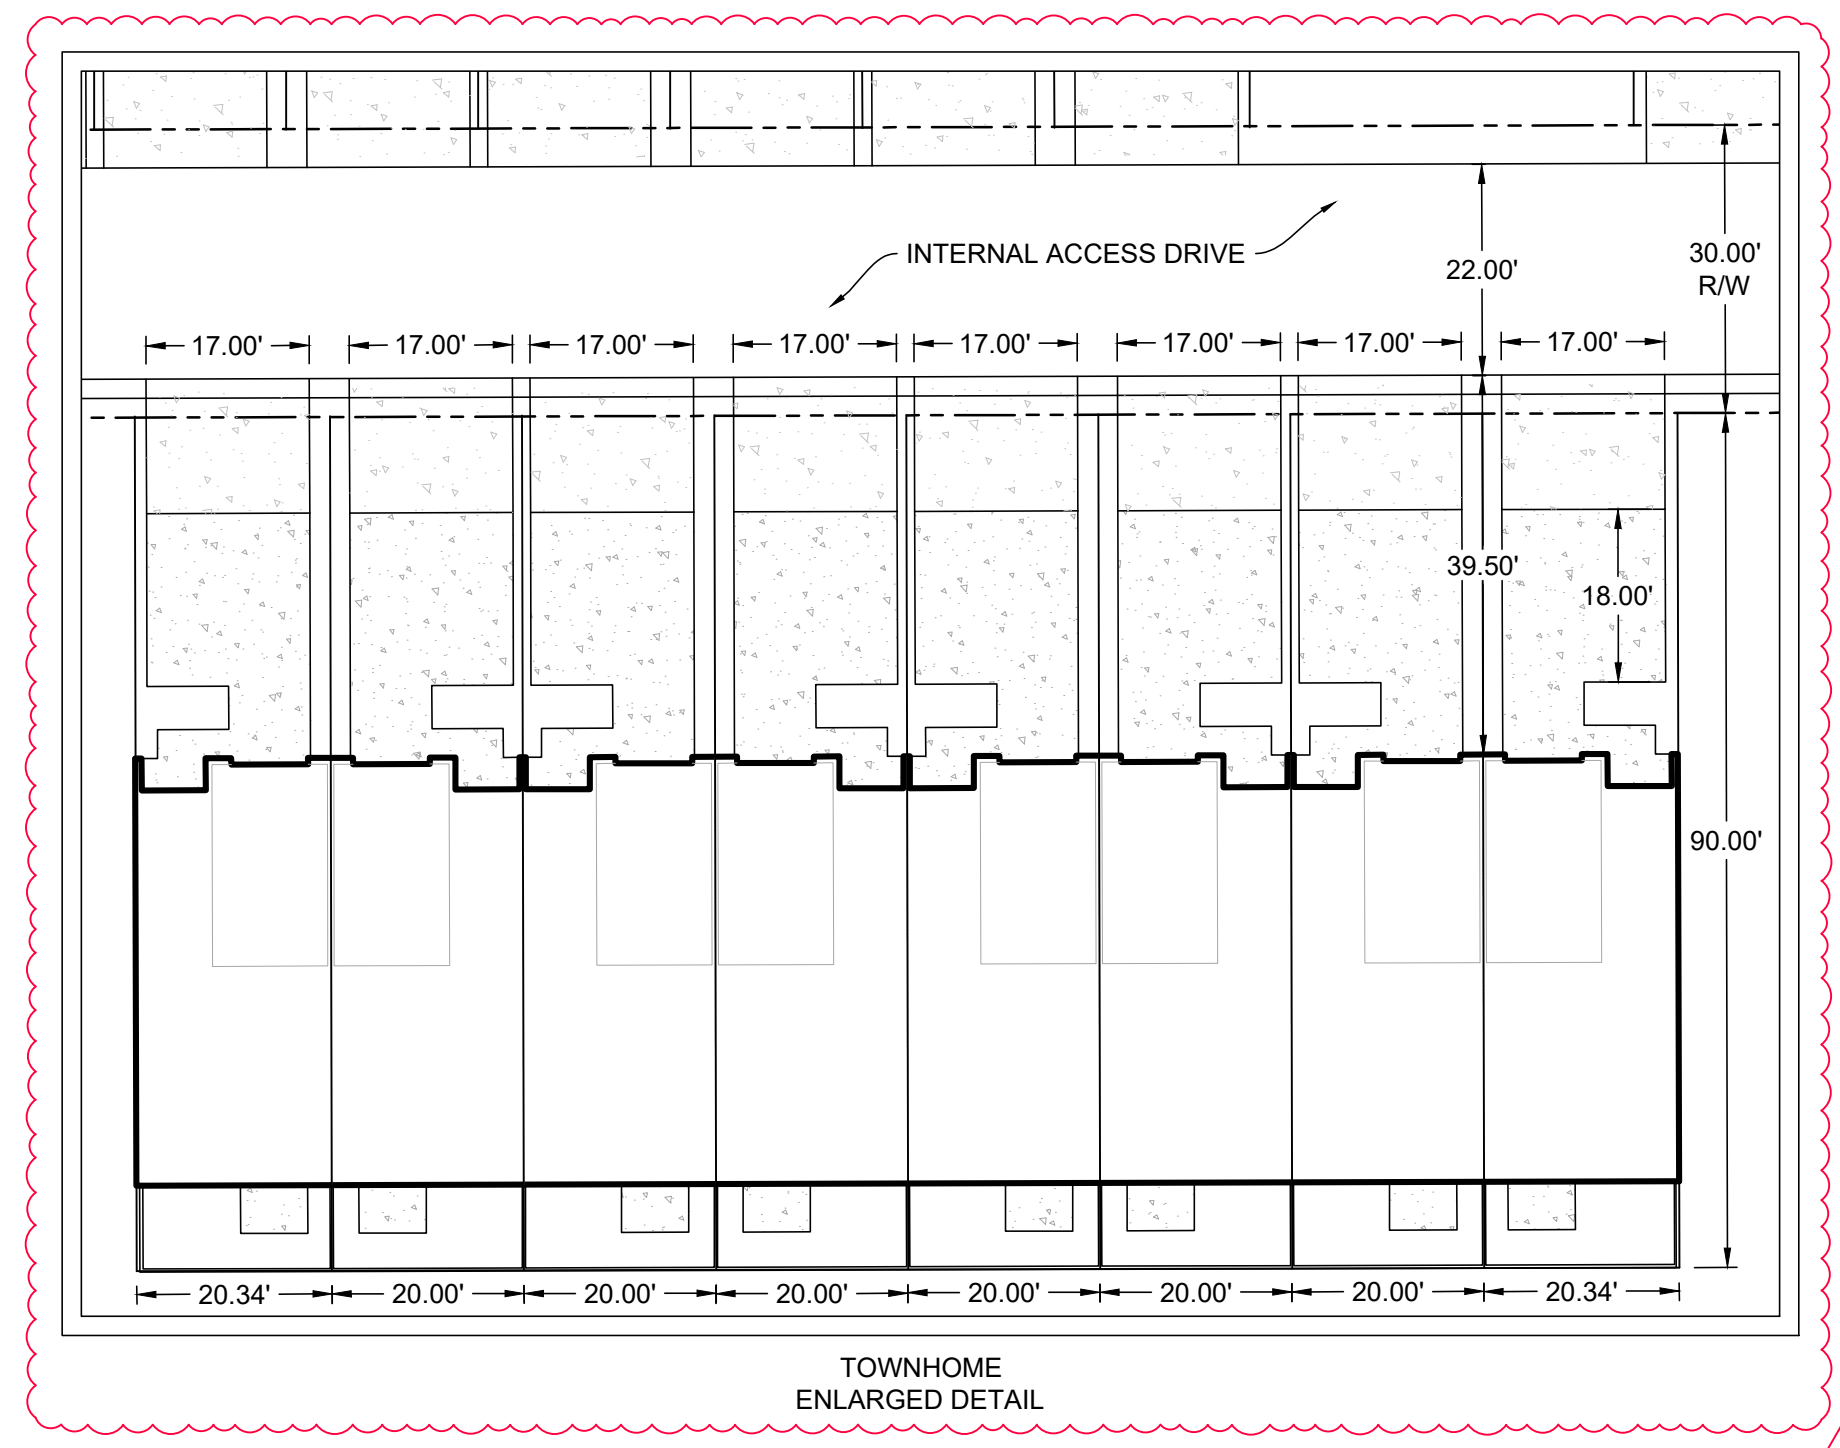 INTERNAL ACCESS DRIVE
30.00'
R/W
22.00'
17.00' 17.00' 17.00' 17.00' 17.00' 17.00' 17.00' 17.00'
39.50'
18.00'
90.00'
20.34' 20.00' 20.00' 20.00' 20.00' 20.00' 20.00' 20.34'
TOWNHOME
ENLARGED DETAIL